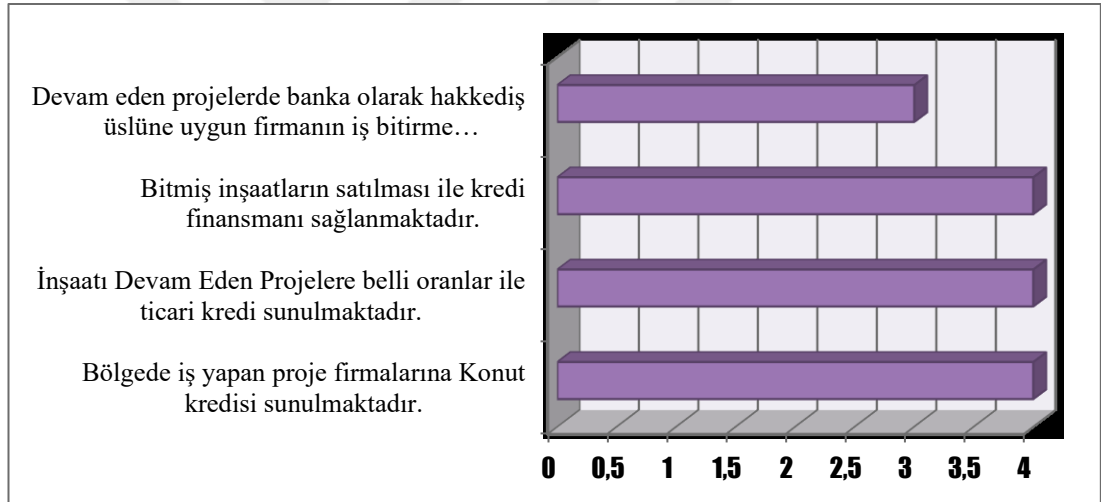 Devam eden projelerde banka olarak hakkediş
üslüne uygun firmanın iş bitirme…
Bitmiş inşaatların satılması ile kredi
finansmanı sağlanmaktadır.
İnşaatı Devam Eden Projelere belli oranlar ile
ticari kredi sunulmaktadır.
Bölgede iş yapan proje firmalarına Konut
kredisi sunulmaktadır.
0 0,5 1 1,5 2 2,5 3 3,5 4